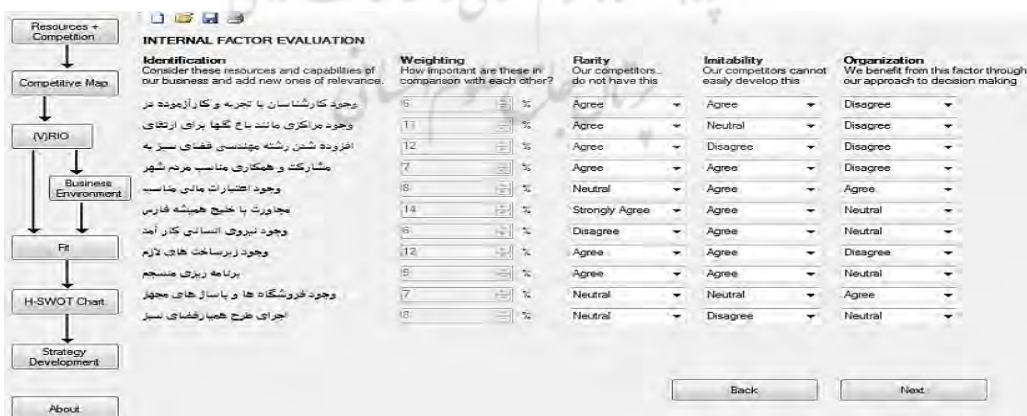 Resources +
Competition
Competitive Map
(V)RIO
Business
Environment
Fit
H-SWOT Chart
Strategy
Development
About
INTERNAL FACTOR EVALUATION
Identification
Consider these resources and capabilities of
our business and add new ones of relevance.
Weighting
How important are these in
comparison with each other?
Rarity
Our competitors..
do not have this
Imitability
Our competitors cannot
easily develop this
Organization
We benefit from this factor through
our approach to decision making
وجود کارشناسان با تجربه و کارآزموده در 6 % Agree Agree Disagree
وجود مراکزی مانند باغ گلها برای ارتقای 11 % Agree Neutral Disagree
افزوده شدن رشته مهندسی فضای سبز به 12 % Agree Disagree Disagree
مشارکت و همکاری مناسب مردم شهر 7 % Agree Agree Disagree
وجود اعتبارات مالی مناسب 8 % Neutral Agree Agree
مجاورت با خلیج همیشه فارس 14 % Strongly Agree Agree Neutral
وجود نیروی انسانی کار آمد 6 % Disagree Agree Neutral
وجود زیرساخت های لازم 12 % Agree Agree Disagree
برنامه ریزی منسجم % Agree Agree Neutral
وجود فروشگاه ها و پاساژ های مجهز 7 % Neutral Neutral Agree
اجرای طرح همیارفضای سبز 8 % Neutral Disagree Neutral
Back
Next